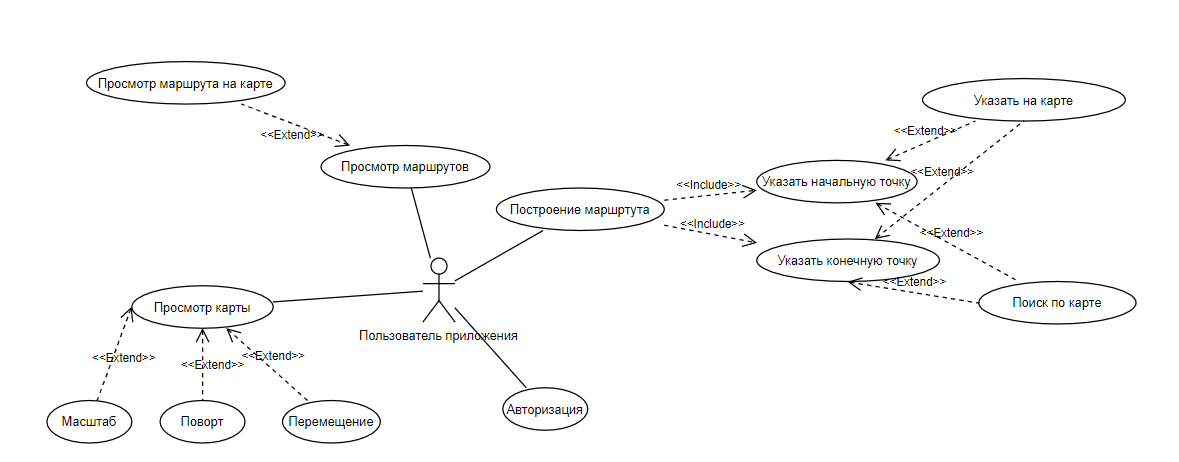 Просмотр маршрута на карте
<<Extend>>
Просмотр маршрутов
Указать на карте
<<Extend>>
<<Extend>>
Указать начальную точку
<<Include>>
Построение маршртута
<<Include>>
<<Extend>>
Указать конечную точку
<<Extend>>
Поиск по карте
Просмотр карты
Пользователь приложения
<<Extend>>
<<Extend>>
<<Extend>>
Авторизация
Масштаб
Поворт
Перемещение